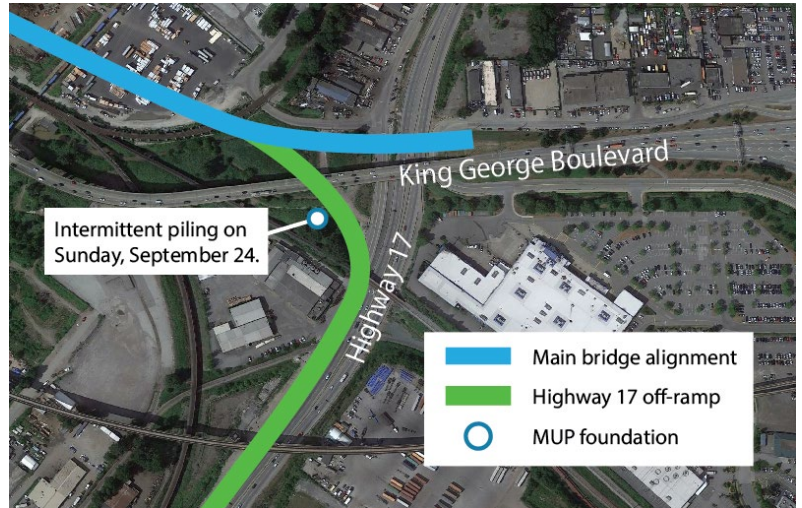 King George Boulevard
Intermittent piling on
Sunday, September 24.
Highway 17
Main bridge alignment
Highway 17 off-ramp
MUP foundation